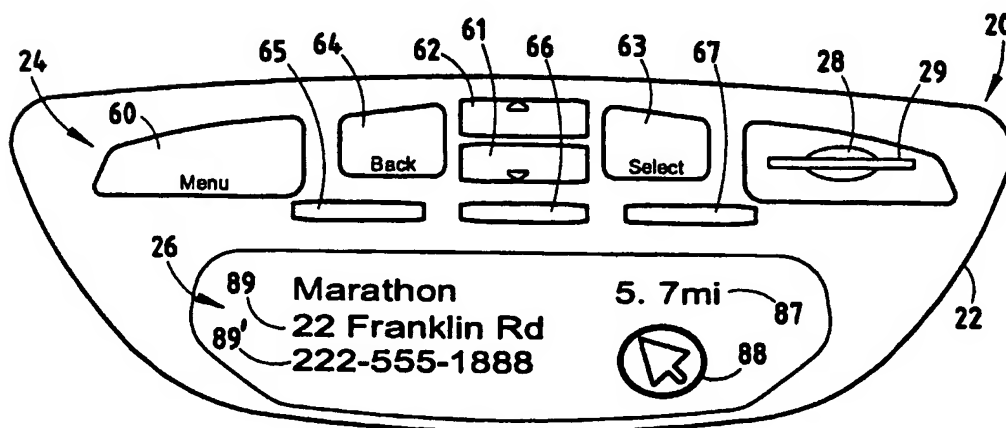 61
20
65 64 62 66 63 67 28 29
24
60
Menu
Back
Select
26
89 Marathon 5. 7mi
22 Franklin Rd 87 22
89' 222-555-1888 88